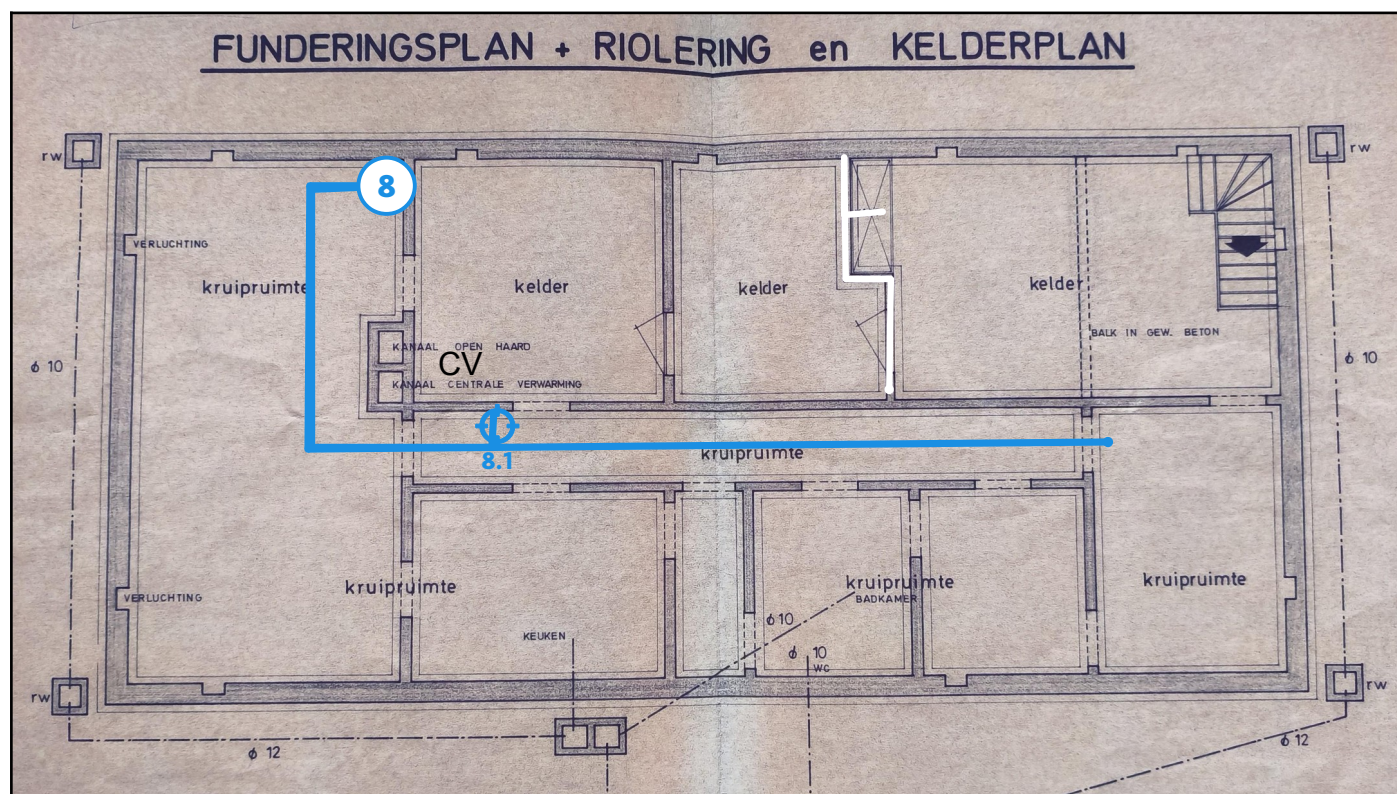 FUNDERINGSPLAN + RIOLERING en KELDERPLAN
rw
rw
8
VERLUCHTING
kruipruimte
kelder
kelder
kelder
BALK IN GEW. BETON
KANAAL OPEN HAARD
CV
KANAAL CENTRALE VERWARMING
ϕ 10
ϕ 10
8.1
kruipruimte
VERLUCHTING
kruipruimte
kruipruimte
BADKAMER
kruipruimte
KEUKEN
ϕ 10
ϕ 10
WC
rw
rw
ϕ 12
ϕ 12